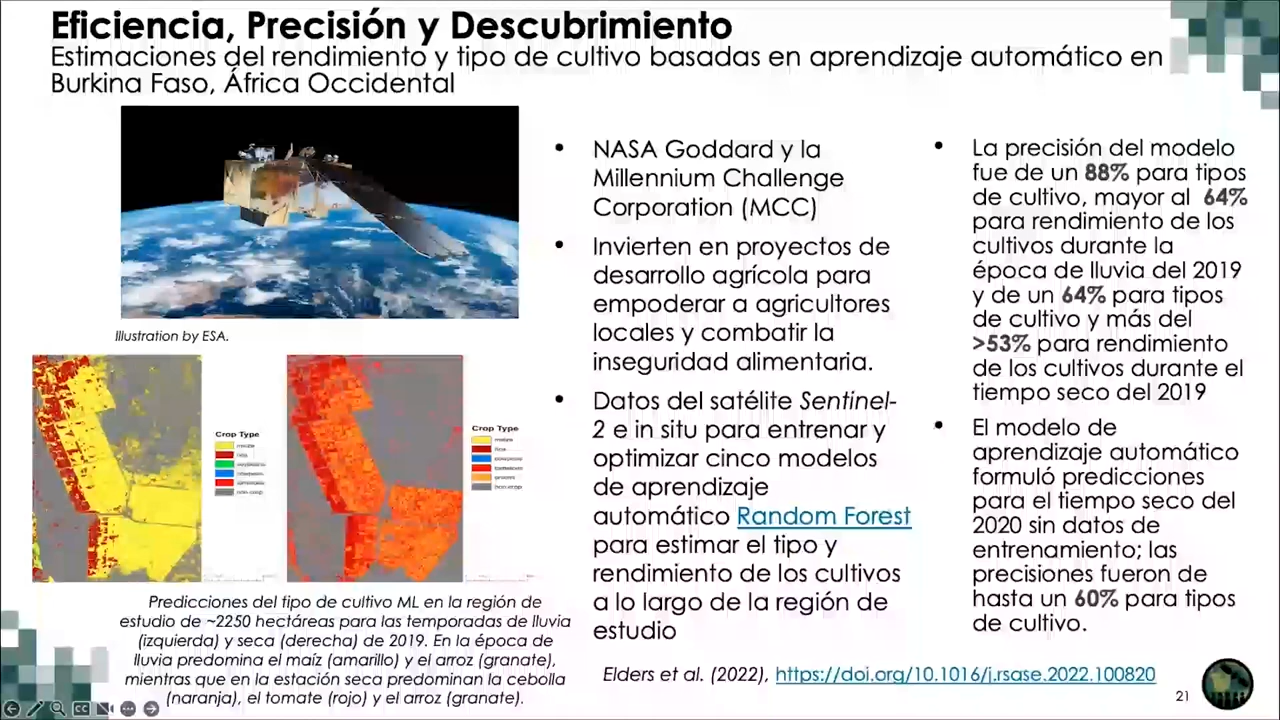 Eficiencia, Precisión y Descubrimiento
Estimaciones del rendimiento y tipo de cultivo basadas en aprendizaje automático en
Burkina Faso, África Occidental
Illustration by ESA.
Crop Type
Crop Type
Predicciones del tipo de cultivo ML en la región de
estudio de ~2250 hectáreas para las temporadas de lluvia
(izquierda) y seca (derecha) de 2019. En la época de
lluvia predomina el maíz (amarillo) y el arroz (granate),
mientras que en la estación seca predominan la cebolla
(naranja), el tomate (rojo) y el arroz (granate).
• NASA Goddard y la
Millennium Challenge
Corporation (MCC)
• Invierten en proyectos de
desarrollo agrícola para
empoderar a agricultores
locales y combatir la
inseguridad alimentaria.
• Datos del satélite Sentinel-
2 e in situ para entrenar y
optimizar cinco modelos
de aprendizaje
automático Random Forest
para estimar el tipo y
rendimiento de los cultivos
a lo largo de la región de
estudio
• La precisión del modelo
fue de un 88% para tipos
de cultivo, mayor al 64%
para rendimiento de los
cultivos durante la
época de lluvia del 2019
y de un 64% para tipos
de cultivo y más del
>53% para rendimiento
de los cultivos durante el
tiempo seco del 2019
• El modelo de
aprendizaje automático
formuló predicciones
para el tiempo seco del
2020 sin datos de
entrenamiento; las
precisiones fueron de
hasta un 60% para tipos
de cultivo.
Elders et al. (2022), https://doi.org/10.1016/j.rsase.2022.100820
21
CC